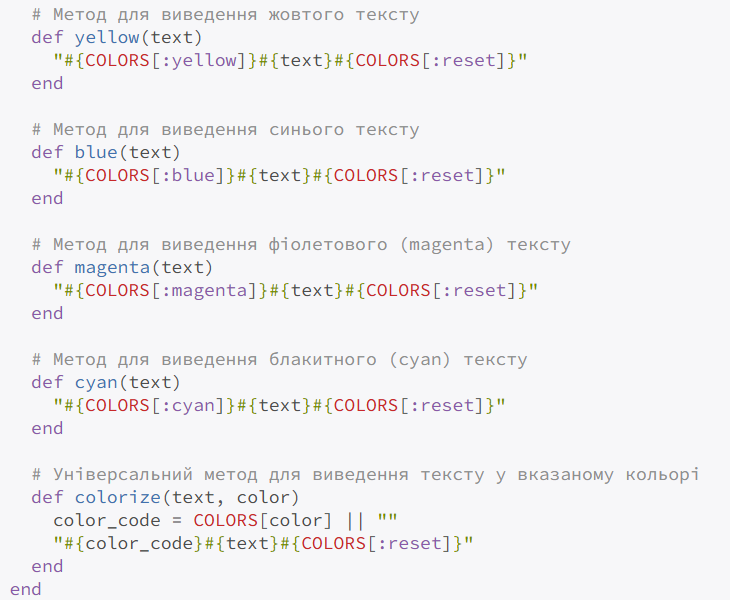 # Метод для виведення жовтого тексту
def yellow(text)
"#{COLORS[:yellow]}#{text}#{COLORS[:reset]}"
end
# Метод для виведення синього тексту
def blue(text)
"#{COLORS[:blue]}#{text}#{COLORS[:reset]}"
end
# Метод для виведення фіолетового (magenta) тексту
def magenta(text)
"#{COLORS[:magenta]}#{text}#{COLORS[:reset]}"
end
# Метод для виведення блакитного (cyan) тексту
def cyan(text)
"#{COLORS[:cyan]}#{text}#{COLORS[:reset]}"
end
# Універсальний метод для виведення тексту у вказаному кольорі
def colorize(text, color)
color_code = COLORS[color] || ""
"#{color_code}#{text}#{COLORS[:reset]}"
end
end